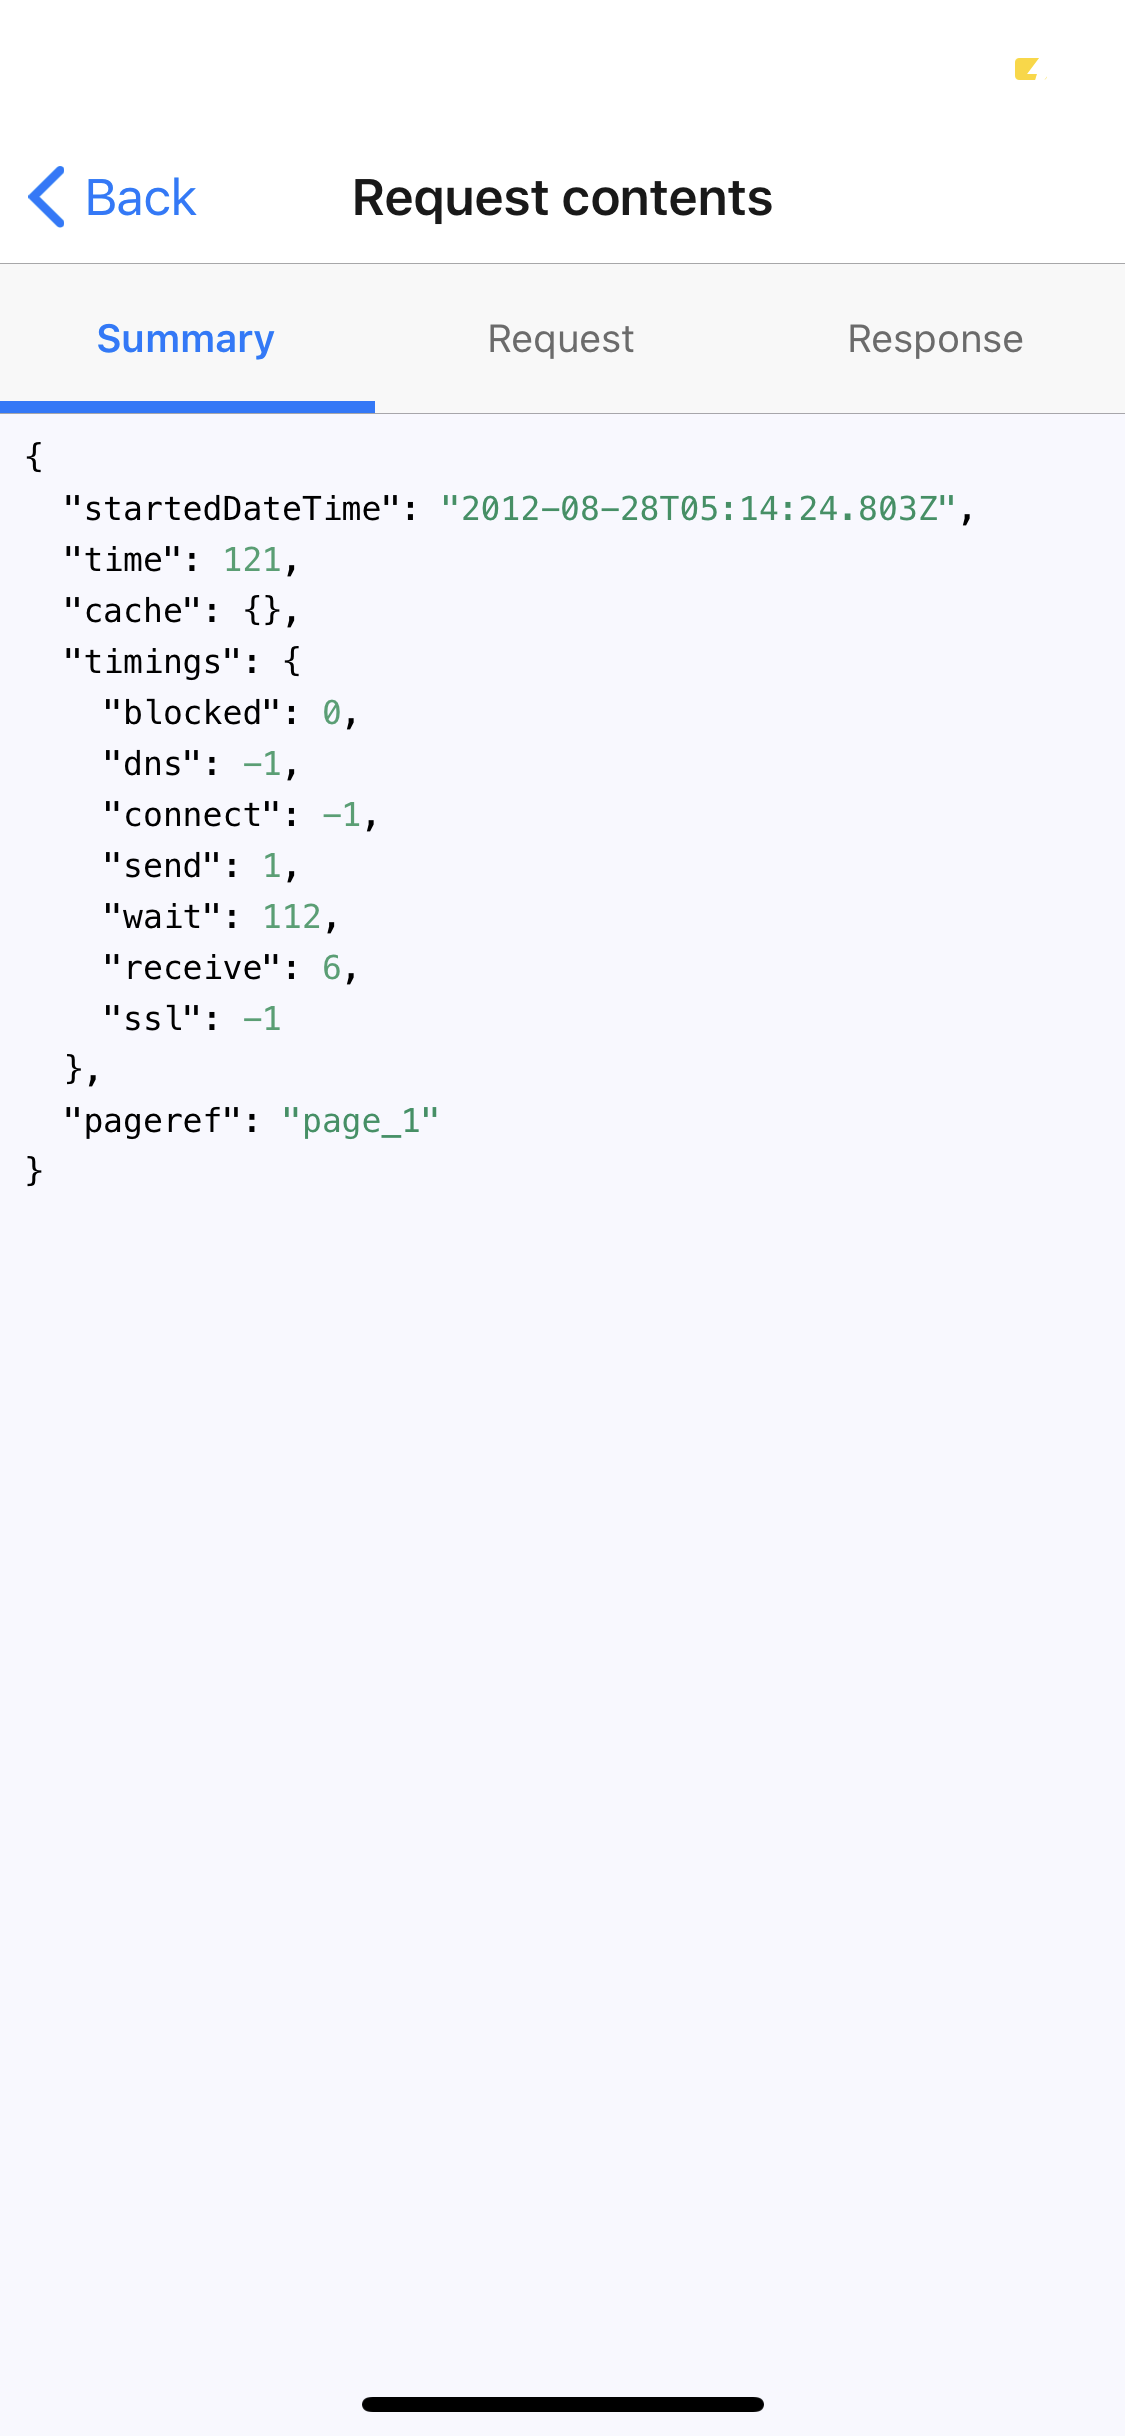 Back Request contents
Summary Request Response
{
  "startedDateTime": "2012-08-28T05:14:24.803Z",
  "time": 121,
  "cache": {},
  "timings": {
    "blocked": 0,
    "dns": -1,
    "connect": -1,
    "send": 1,
    "wait": 112,
    "receive": 6,
    "ssl": -1
  },
  "pageref": "page_1"
}